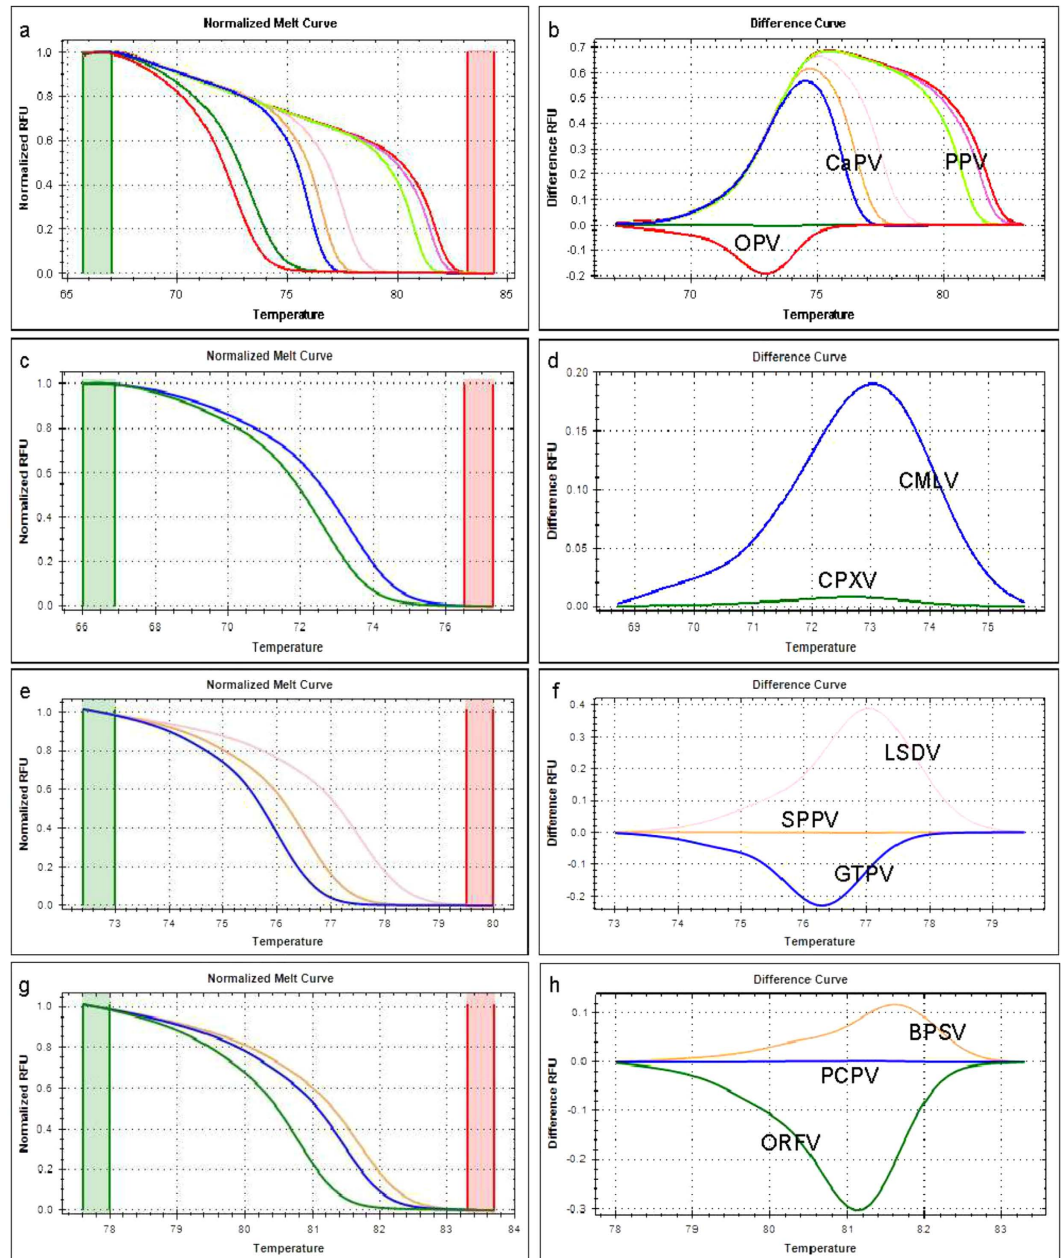 a
Normalized Melt Curve
Normalized RFU
1.0
0.8
0.6
0.4
0.2
0.0
65 70 75 80 85
Temperature
b
Difference Curve
Difference RFU
0.7
0.6
0.5
0.4
0.3
0.2
0.1
0.0
-0.1
-0.2
CaPV PPV
OPV
70 75 80
Temperature
c
Normalized Melt Curve
Normalized RFU
1.0
0.8
0.6
0.4
0.2
0.0
66 68 70 72 74 76
Temperature
d
Difference Curve
Difference RFU
0.20
0.15
0.10
0.05
0.00
CMLV
CPXV
69 70 71 72 73 74 75
Temperature
e
Normalized Melt Curve
Normalized RFU
1.0
0.8
0.6
0.4
0.2
0.0
73 74 75 76 77 78 79 80
Temperature
f
Difference Curve
Difference RFU
0.4
0.3
0.2
0.1
0.0
-0.1
-0.2
LSDV
SPPV
GTPV
73 74 75 76 77 78 79
Temperature
g
Normalized Melt Curve
Normalized RFU
1.0
0.8
0.6
0.4
0.2
0.0
78 79 80 81 82 83 84
Temperature
h
Difference Curve
Difference RFU
0.1
0.0
-0.1
-0.2
-0.3
BPSV
PCPV
ORFV
78 79 80 81 82 83
Temperature